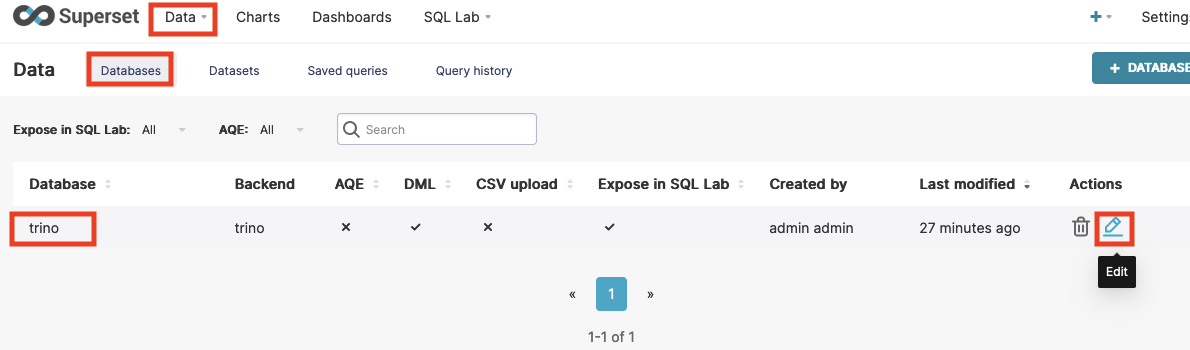 Superset Data Charts Dashboards SQL Lab + Setting
Data Databases Datasets Saved queries Query history + DATABASE
Expose in SQL Lab: All AQE: All Search
Database Backend AQE DML CSV upload Expose in SQL Lab Created by Last modified Actions
trino trino admin admin 27 minutes ago
Edit
« 1 »
1-1 of 1